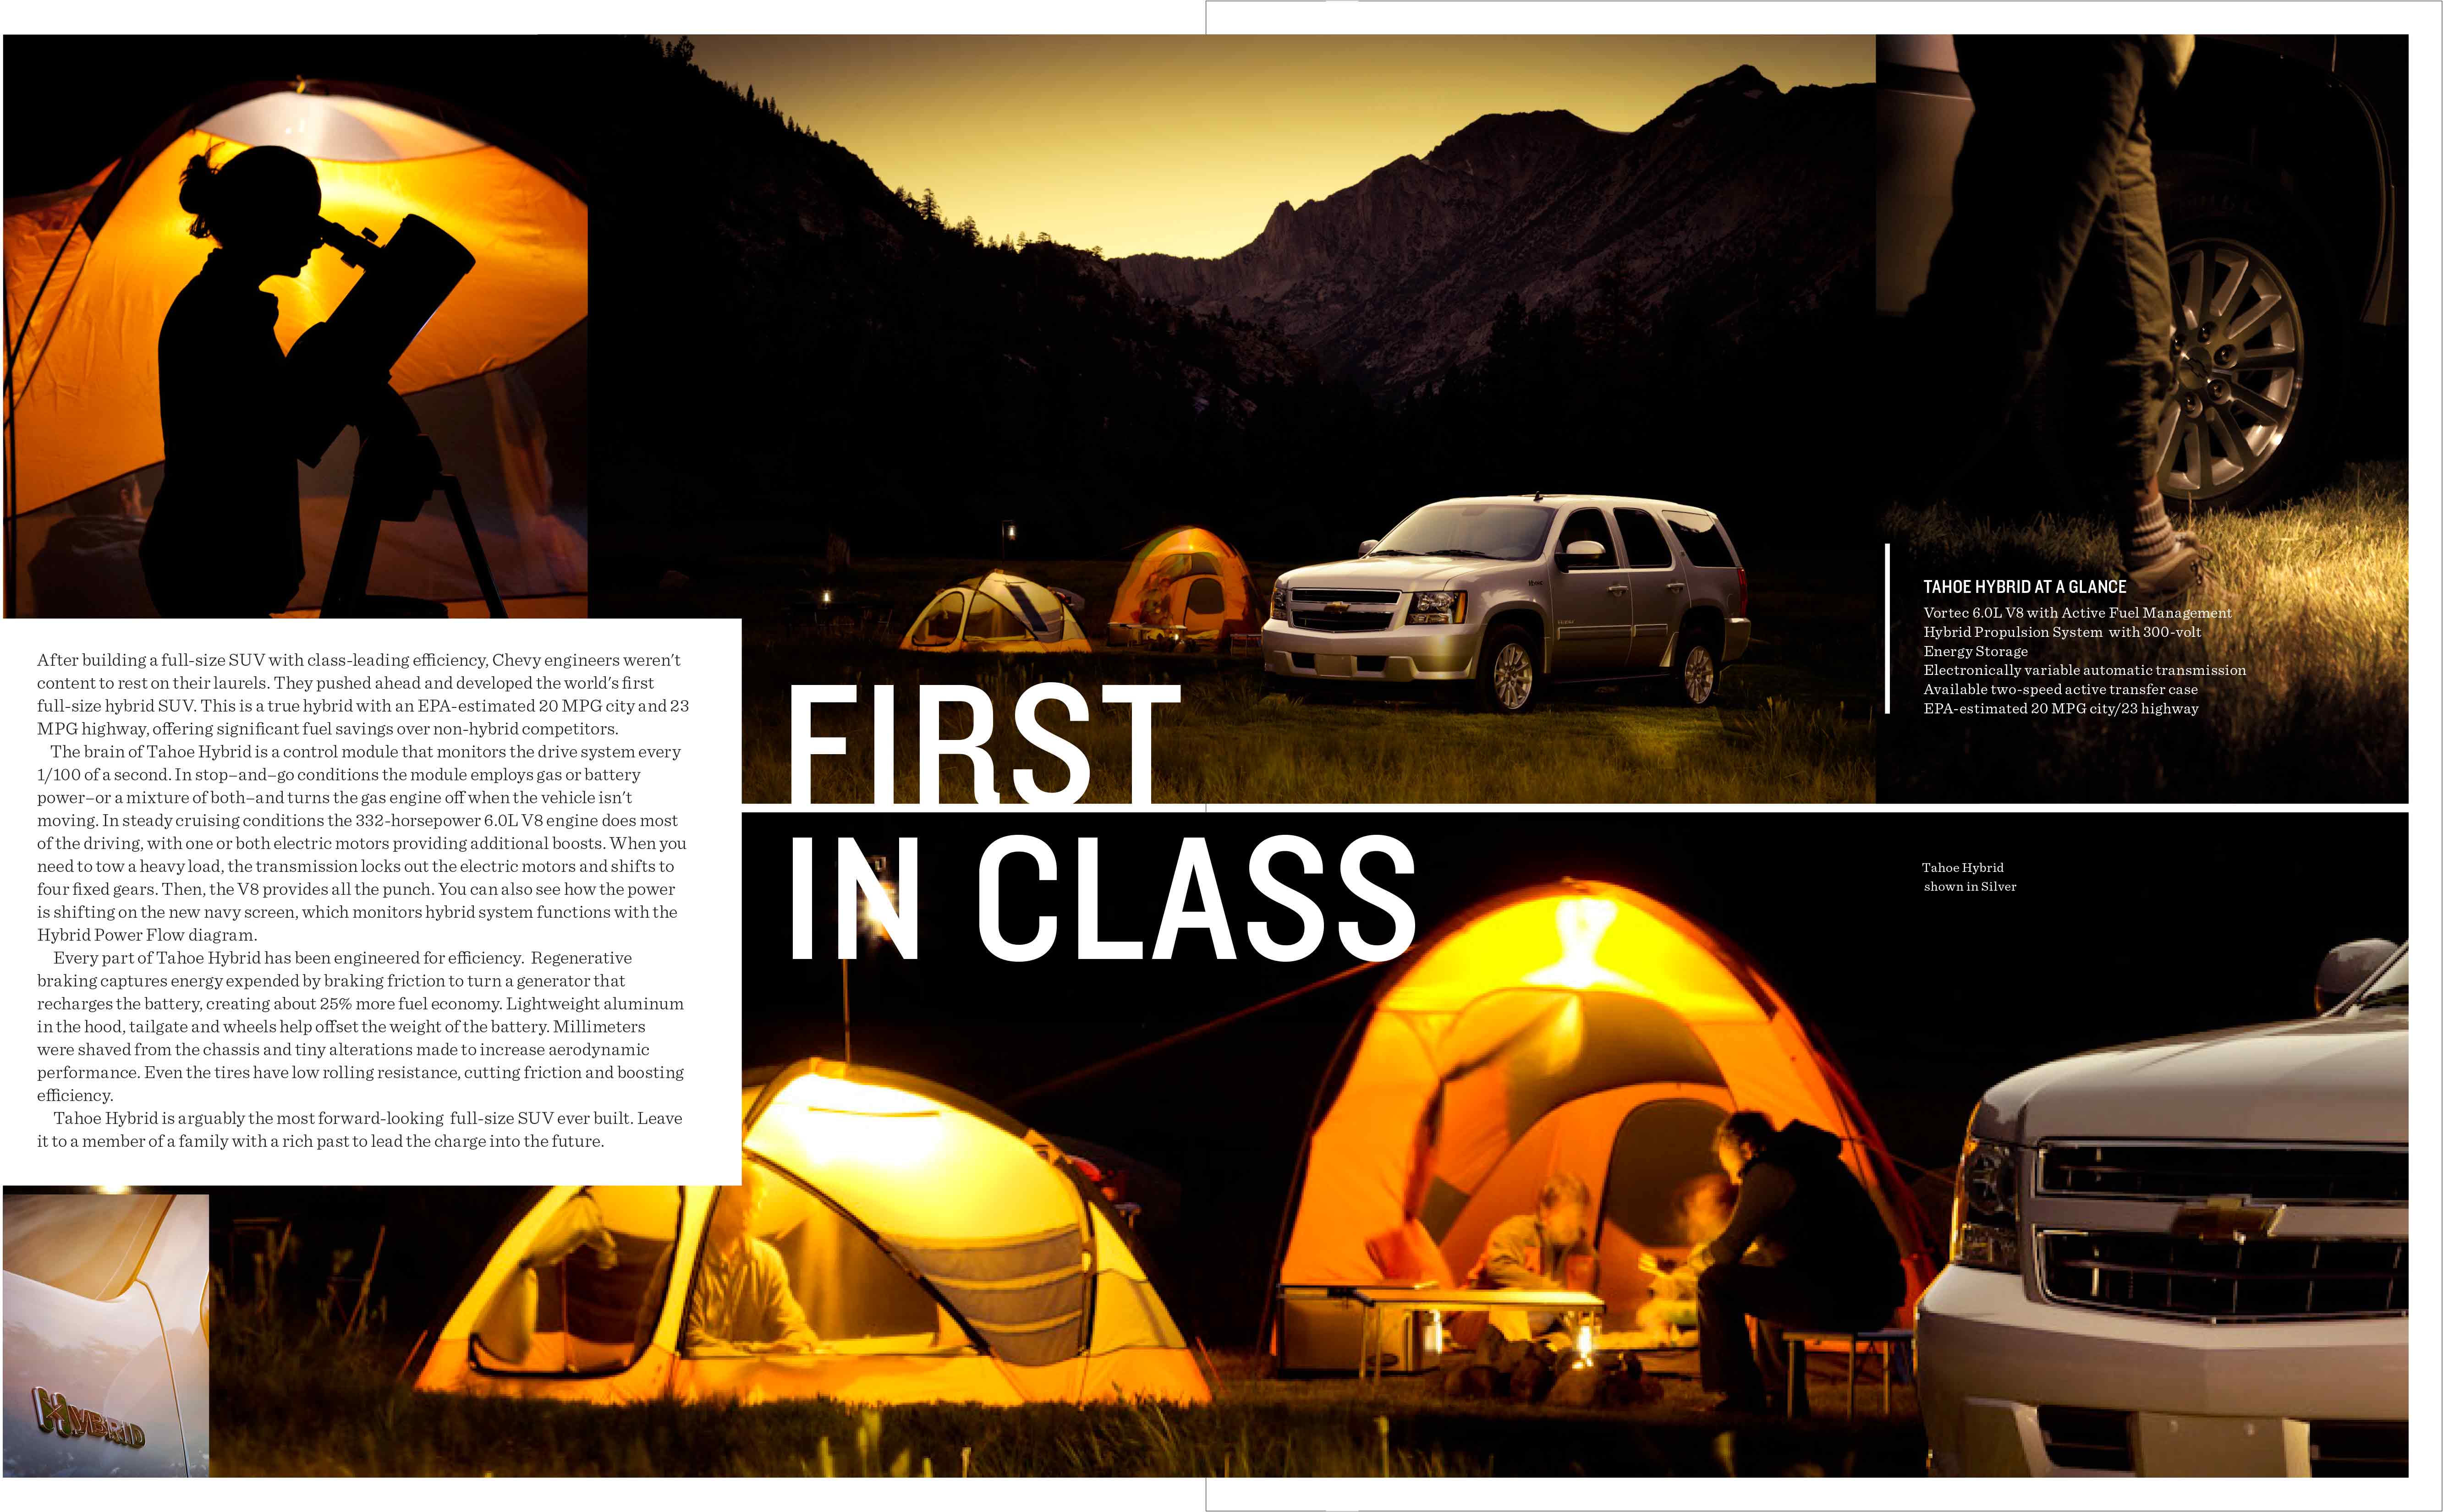 After building a full-size SUV with class-leading efficiency, Chevy engineers weren't
content to rest on their laurels. They pushed ahead and developed the world's first
full-size hybrid SUV. This is a true hybrid with an EPA-estimated 20 MPG city and 23
MPG highway, offering significant fuel savings over non-hybrid competitors.
The brain of Tahoe Hybrid is a control module that monitors the drive system every
1/100 of a second. In stop–and–go conditions the module employs gas or battery
power–or a mixture of both–and turns the gas engine off when the vehicle isn't
moving. In steady cruising conditions the 332-horsepower 6.0L V8 engine does most
of the driving, with one or both electric motors providing additional boosts. When you
need to tow a heavy load, the transmission locks out the electric motors and shifts to
four fixed gears. Then, the V8 provides all the punch. You can also see how the power
is shifting on the new navy screen, which monitors hybrid system functions with the
Hybrid Power Flow diagram.
Every part of Tahoe Hybrid has been engineered for efficiency. Regenerative
braking captures energy expended by braking friction to turn a generator that
recharges the battery, creating about 25% more fuel economy. Lightweight aluminum
in the hood, tailgate and wheels help offset the weight of the battery. Millimeters
were shaved from the chassis and tiny alterations made to increase aerodynamic
performance. Even the tires have low rolling resistance, cutting friction and boosting
efficiency.
Tahoe Hybrid is arguably the most forward-looking full-size SUV ever built. Leave
it to a member of a family with a rich past to lead the charge into the future.
FIRST
IN CLASS
TAHOE HYBRID AT A GLANCE
Vortec 6.0L V8 with Active Fuel Management
Hybrid Propulsion System with 300-volt
Energy Storage
Electronically variable automatic transmission
Available two-speed active transfer case
EPA-estimated 20 MPG city/23 highway
Tahoe Hybrid
shown in Silver
HYBRID